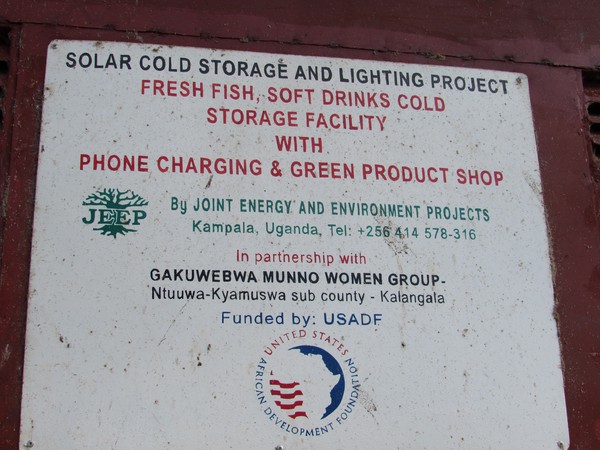 SOLAR COLD STORAGE AND LIGHTING PROJECT
FRESH FISH, SOFT DRINKS COLD
STORAGE FACILITY
WITH
PHONE CHARGING & GREEN PRODUCT SHOP
JEEP
By JOINT ENERGY AND ENVIRONMENT PROJECTS
Kampala, Uganda, Tel: +256 414 578-316
In partnership with
GAKUWEBWA MUNNO WOMEN GROUP-
Ntuuwa-Kyamuswa sub county - Kalangala
Funded by: USADF
UNITED STATES
AFRICAN DEVELOPMENT FOUNDATION